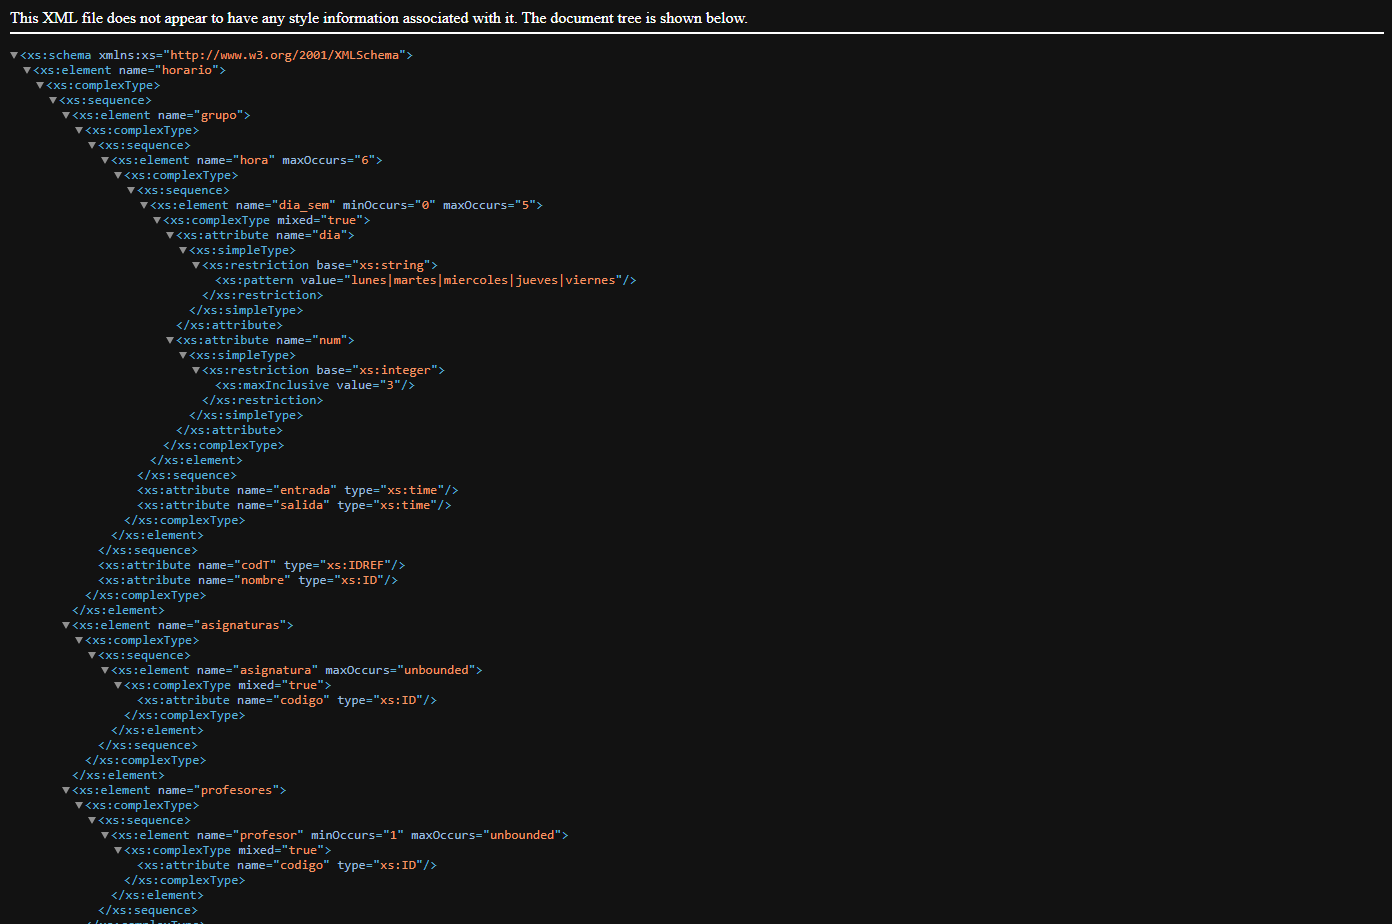 This XML file does not appear to have any style information associated with it. The document tree is shown below.
▼<xs:schema xmlns:xs="http://www.w3.org/2001/XMLSchema">
▼<xs:element name="horario">
▼<xs:complexType>
▼<xs:sequence>
▼<xs:element name="grupo">
▼<xs:complexType>
▼<xs:sequence>
▼<xs:element name="hora" maxOccurs="6">
▼<xs:complexType>
▼<xs:sequence>
▼<xs:element name="dia_sem" minOccurs="0" maxOccurs="5">
▼<xs:complexType mixed="true">
▼<xs:attribute name="dia">
▼<xs:simpleType>
▼<xs:restriction base="xs:string">
<xs:pattern value="lunes|martes|miercoles|jueves|viernes"/>
</xs:restriction>
</xs:simpleType>
</xs:attribute>
▼<xs:attribute name="num">
▼<xs:simpleType>
▼<xs:restriction base="xs:integer">
<xs:maxInclusive value="3"/>
</xs:restriction>
</xs:simpleType>
</xs:attribute>
</xs:complexType>
</xs:element>
</xs:sequence>
<xs:attribute name="entrada" type="xs:time"/>
<xs:attribute name="salida" type="xs:time"/>
</xs:complexType>
</xs:element>
</xs:sequence>
<xs:attribute name="codT" type="xs:IDREF"/>
<xs:attribute name="nombre" type="xs:ID"/>
</xs:complexType>
</xs:element>
▼<xs:element name="asignaturas">
▼<xs:complexType>
▼<xs:sequence>
▼<xs:element name="asignatura" maxOccurs="unbounded">
▼<xs:complexType mixed="true">
<xs:attribute name="codigo" type="xs:ID"/>
</xs:complexType>
</xs:element>
</xs:sequence>
</xs:complexType>
</xs:element>
▼<xs:element name="profesores">
▼<xs:complexType>
▼<xs:sequence>
▼<xs:element name="profesor" minOccurs="1" maxOccurs="unbounded">
▼<xs:complexType mixed="true">
<xs:attribute name="codigo" type="xs:ID"/>
</xs:complexType>
</xs:element>
</xs:sequence>